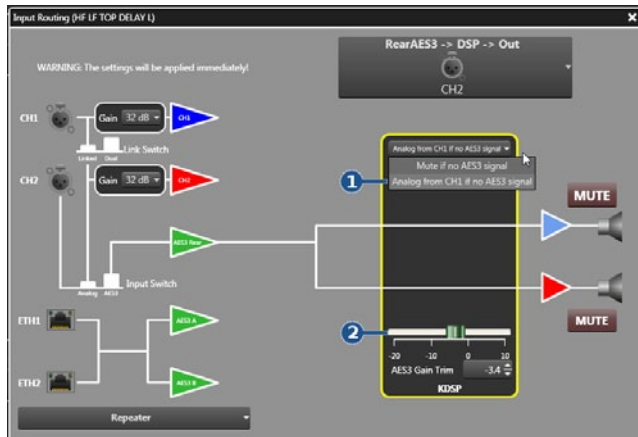 Input Routing (HF LF TOP DELAY L)
x
RearAES3 -> DSP -> Out
CH2
WARNING: The settings will be applied immediately!
CH1
Gain 32 dB
CH1
Linked Dual Link Switch
CH2
Gain 32 dB
CH2
Analog from CH1 if no AES3 signal
Mute if no AES3 signal
1
Analog from CH1 if no AES3 signal
MUTE
AES3 Rear
Analog AES3 Input Switch
MUTE
ETH1
AES3 A
2
-20 -10 0 10
AES3 Gain Trim -3.4
KDSP
ETH2
AES3 B
Repeater